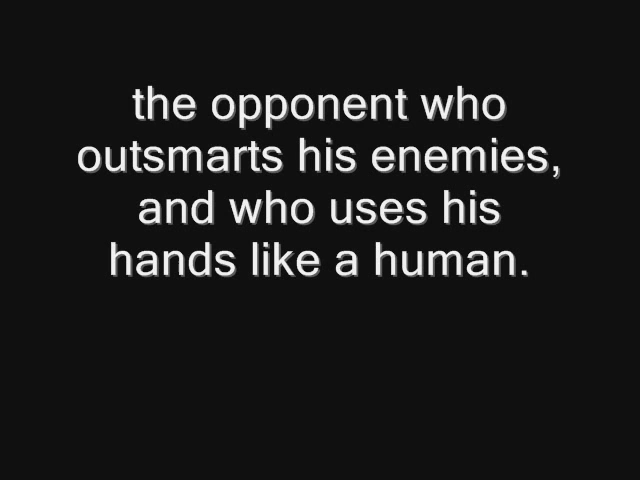 the opponent who
outsmarts his enemies,
and who uses his
hands like a human.